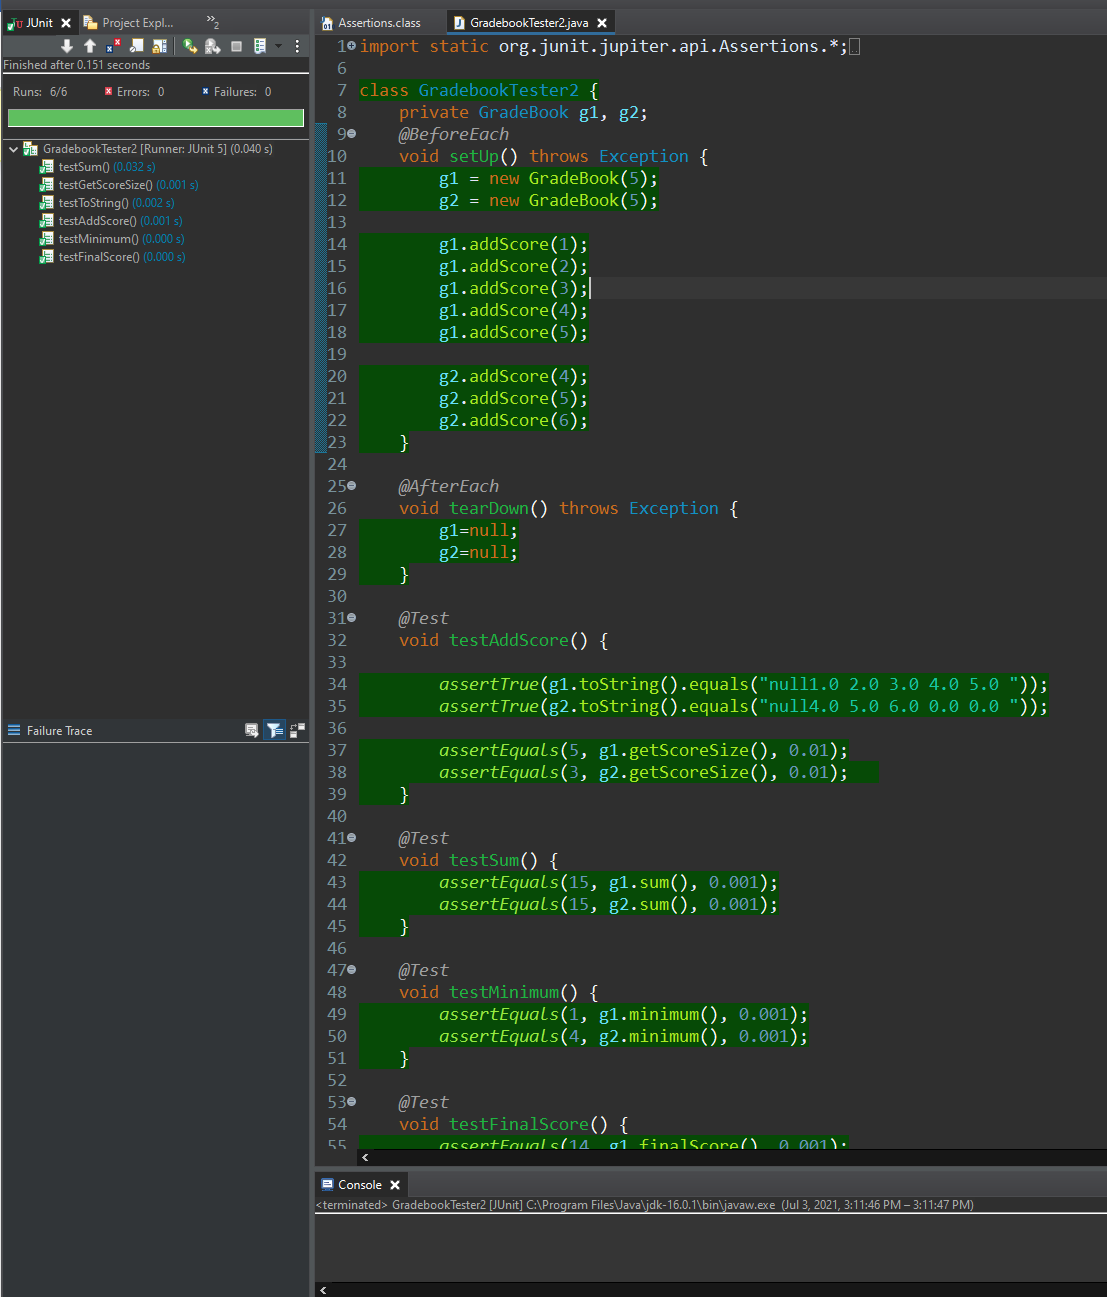 JUnit
Project Expl...
»2
Finished after 0.151 seconds
Runs: 6/6 Errors: 0 Failures: 0
GradebookTester2 [Runner: JUnit 5] (0.040 s)
testSum() (0.032 s)
testGetScoreSize() (0.001 s)
testToString() (0.002 s)
testAddScore() (0.001 s)
testMinimum() (0.000 s)
testFinalScore() (0.000 s)
Failure Trace
Assertions.class
GradebookTester2.java
1 import static org.junit.jupiter.api.Assertions.*;
6
7 class GradebookTester2 {
8 private GradeBook g1, g2;
9 @BeforeEach
10 void setUp() throws Exception {
11 g1 = new GradeBook(5);
12 g2 = new GradeBook(5);
13
14 g1.addScore(1);
15 g1.addScore(2);
16 g1.addScore(3);
17 g1.addScore(4);
18 g1.addScore(5);
19
20 g2.addScore(4);
21 g2.addScore(5);
22 g2.addScore(6);
23 }
24
25 @AfterEach
26 void tearDown() throws Exception {
27 g1=null;
28 g2=null;
29 }
30
31 @Test
32 void testAddScore() {
33
34 assertTrue(g1.toString().equals("null1.0 2.0 3.0 4.0 5.0 "));
35 assertTrue(g2.toString().equals("null4.0 5.0 6.0 0.0 0.0 "));
36
37 assertEquals(5, g1.getScoreSize(), 0.01);
38 assertEquals(3, g2.getScoreSize(), 0.01);
39 }
40
41 @Test
42 void testSum() {
43 assertEquals(15, g1.sum(), 0.001);
44 assertEquals(15, g2.sum(), 0.001);
45 }
46
47 @Test
48 void testMinimum() {
49 assertEquals(1, g1.minimum(), 0.001);
50 assertEquals(4, g2.minimum(), 0.001);
51 }
52
53 @Test
54 void testFinalScore() {
55 assertEquals(14, g1.finalScore(), 0.001);
Console
<terminated> GradebookTester2 [JUnit] C:\Program Files\Java\jdk-16.0.1\bin\javaw.exe (Jul 3, 2021, 3:11:46 PM – 3:11:47 PM)